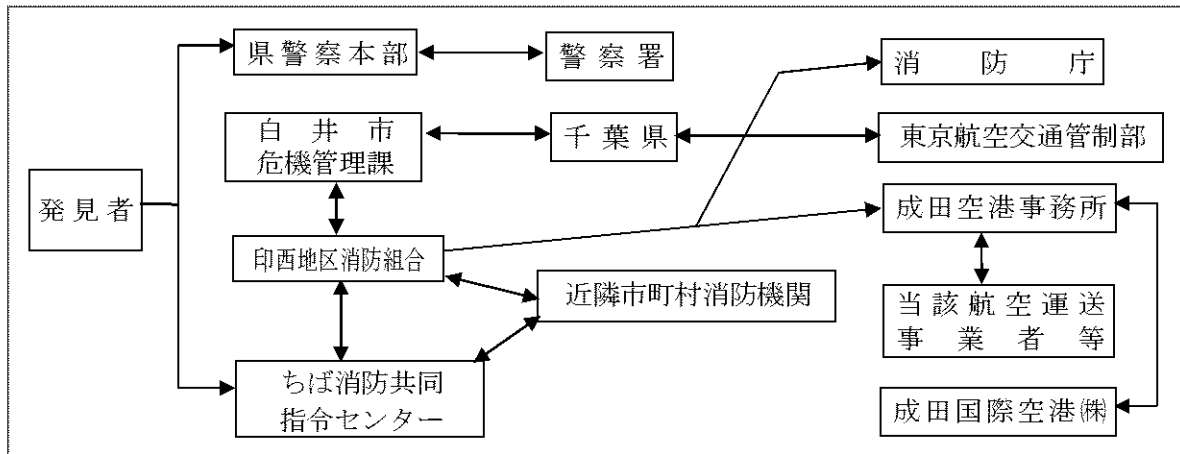 県警察本部
警察署
消防庁
白井市
危機管理課
千葉県
東京航空交通管制部
発見者
成田空港事務所
印西地区消防組合
近隣市町村消防機関
当該航空運送
事業者等
ちば消防共同
指令センター
成田国際空港㈱